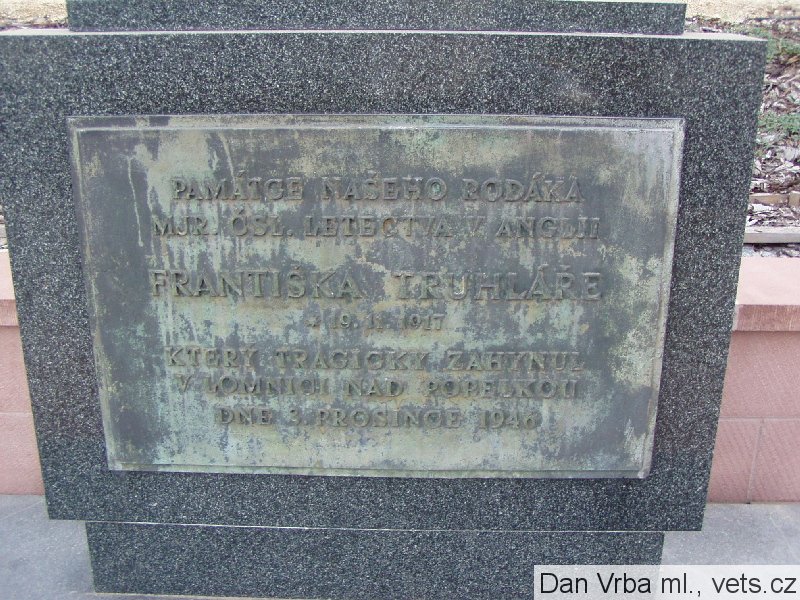 PAMÁTCE NAŠEHO RODÁKA
MJR. ČSL. LETECTVA V ANGLII
FRANTIŠKA TRUHLÁŘE
* 19. 11. 1917
KTERÝ TRAGICKY ZAHYNUL
V LOMNICI NAD POPELKOU
DNE 3. PROSINCE 1946
Dan Vrba ml., vets.cz